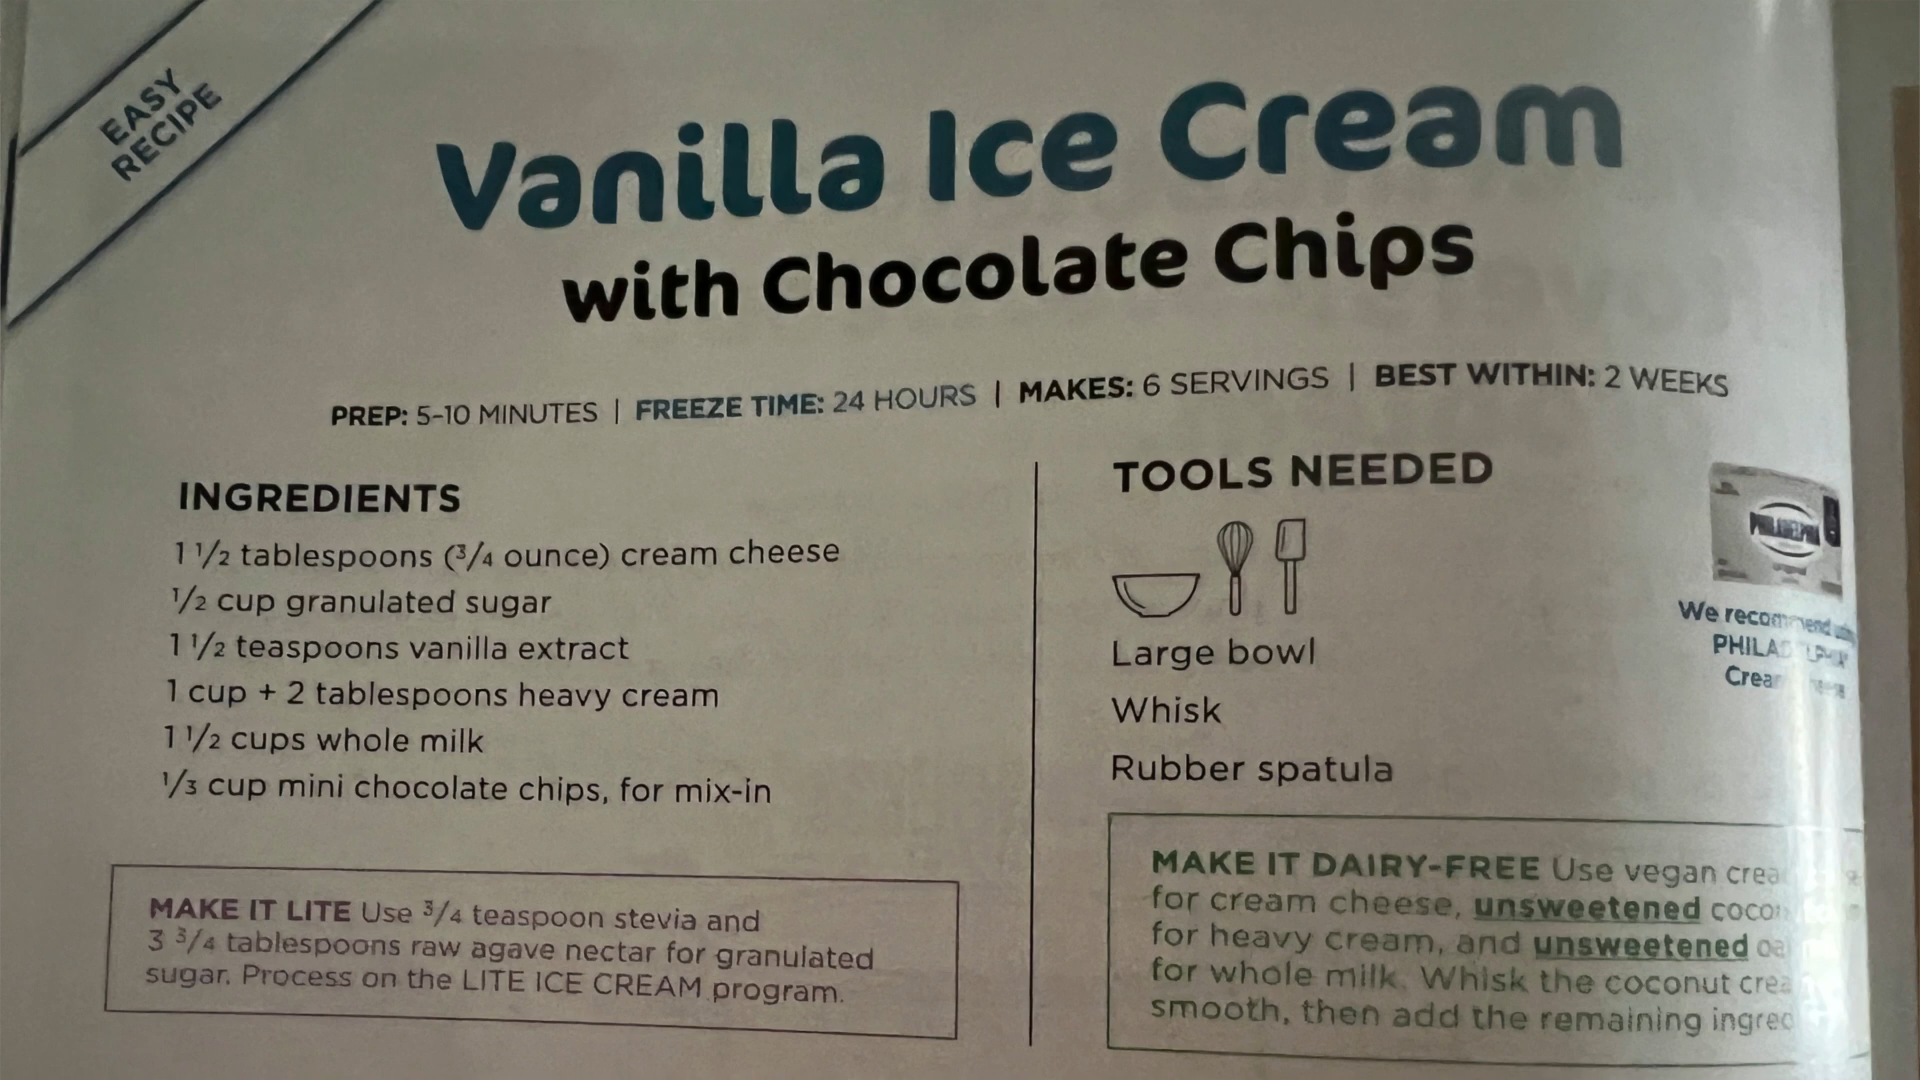 EASY
RECIPE
Vanilla Ice Cream
with Chocolate Chips
PREP: 5–10 MINUTES | FREEZE TIME: 24 HOURS | MAKES: 6 SERVINGS | BEST WITHIN: 2 WEEKS
INGREDIENTS
1 1/2 tablespoons (3/4 ounce) cream cheese
1/2 cup granulated sugar
1 1/2 teaspoons vanilla extract
1 cup + 2 tablespoons heavy cream
1 1/2 cups whole milk
1/3 cup mini chocolate chips, for mix-in
MAKE IT LITE Use 3/4 teaspoon stevia and
3 3/4 tablespoons raw agave nectar for granulated
sugar. Process on the LITE ICE CREAM program.
TOOLS NEEDED
Large bowl
Whisk
Rubber spatula
PHILADELPHIA
We recommend
MAKE IT DAIRY-FREE Use vegan
for cream cheese, unsweetened
for heavy cream, and unsweetened
for whole milk. Whisk the coconut
smooth, then add the remaining